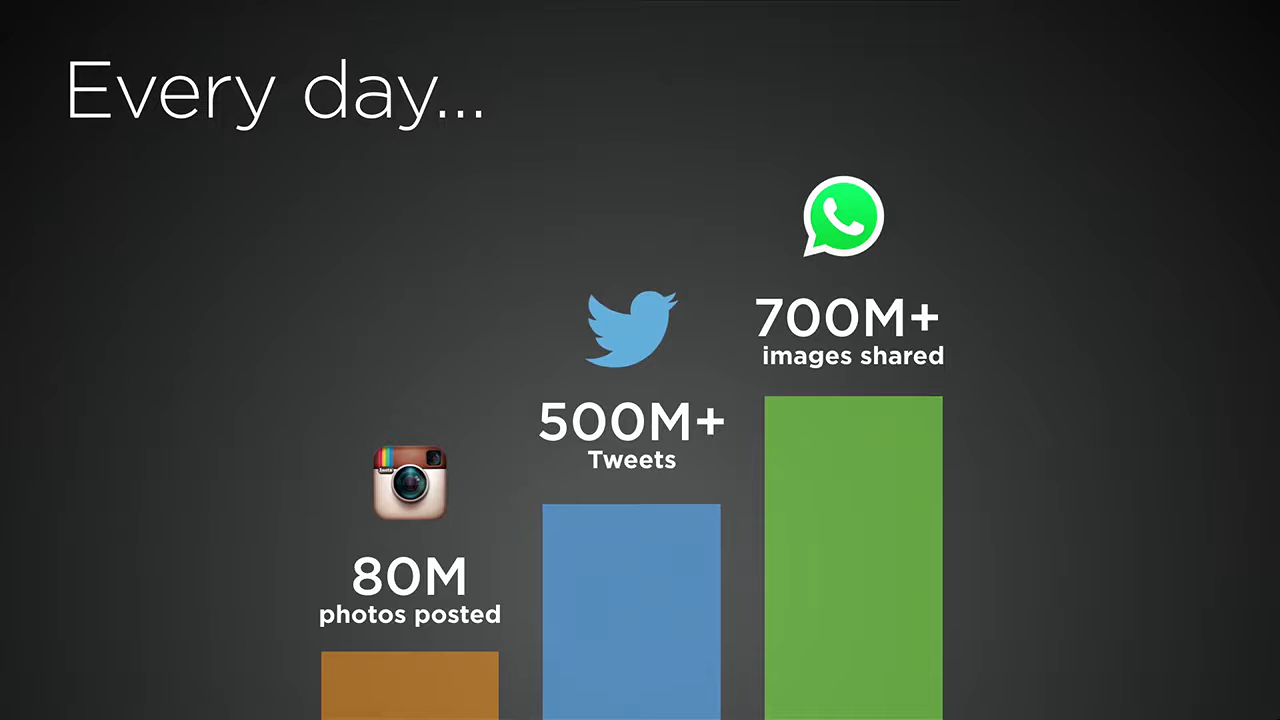 Every day...
700M+
images shared
500M+
Tweets
80M
photos posted